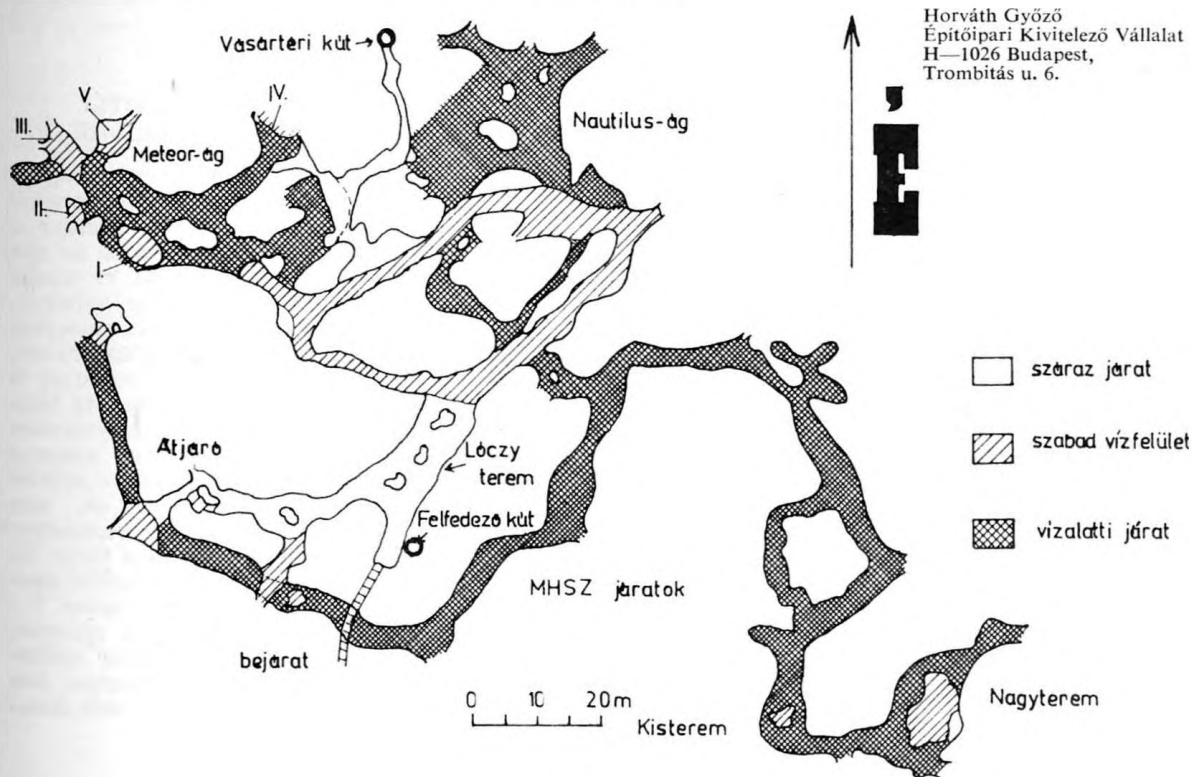 Horváth Győző
Építőipari Kivitelező Vállalat
H—1026 Budapest,
Trombitás u. 6.
Vásártéri kút
V.
IV.
III.
Meteor-ág
Nautilus-ág
É
II.
I.
száraz járat
szabad vízfelület
Átjáró
Lóczy
terem
Felfedező kút
vízalatti járat
MHSZ járatok
bejárat
0 10 20m
Kisterem
Nagyterem